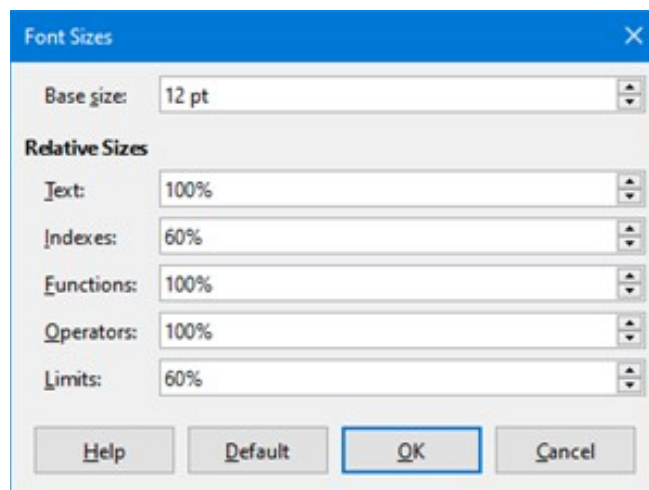 Font Sizes
Base size: 12 pt
Relative Sizes
Text: 100%
Indexes: 60%
Functions: 100%
Operators: 100%
Limits: 60%
Help Default OK Cancel